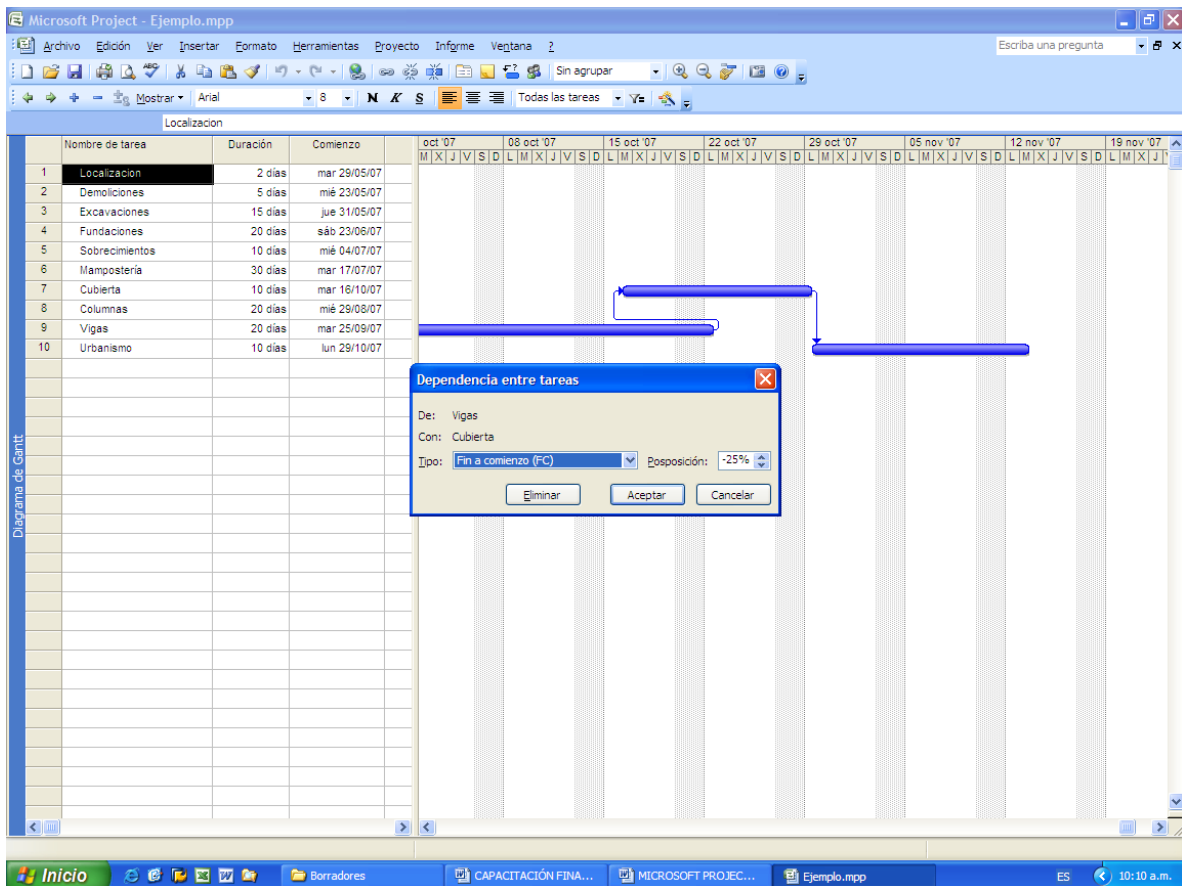 Microsoft Project - Ejemplo.mpp
Archivo Edición Ver Insertar Formato Herramientas Proyecto Informe Ventana ? Escriba una pregunta
Sin agrupar
Mostrar Arial 8 N K S Todas las tareas
Localizacion
Nombre de tarea Duración Comienzo oct '07 08 oct '07 15 oct '07 22 oct '07 29 oct '07 05 nov '07 12 nov '07 19 nov '07
M X J V S D L M X J V S D L M X J V S D L M X J V S D L M X J V S D L M X J V S D L M X J V S D L M X J
1 Localizacion 2 días mar 29/05/07
2 Demoliciones 5 días mié 23/05/07
3 Excavaciones 15 días jue 31/05/07
4 Fundaciones 20 días sáb 23/06/07
5 Sobrecimientos 10 días mié 04/07/07
6 Mampostería 30 días mar 17/07/07
7 Cubierta 10 días mar 16/10/07
8 Columnas 20 días mié 29/08/07
9 Vigas 20 días mar 25/09/07
10 Urbanismo 10 días lun 29/10/07
Diagrama de Gantt
Dependencia entre tareas
De: Vigas
Con: Cubierta
Tipo: Fin a comienzo (FC) Posposición: -25%
Eliminar Aceptar Cancelar
Inicio Borradores CAPACITACIÓN FINA... MICROSOFT PROJEC... Ejemplo.mpp ES 10:10 a.m.